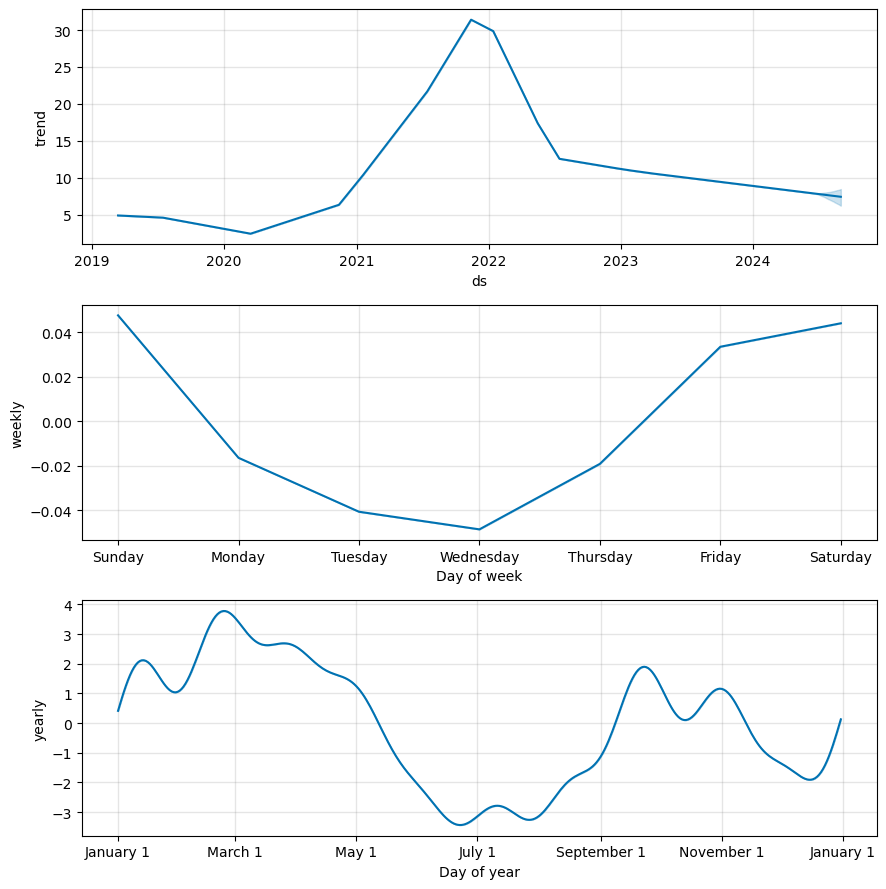 30
25
20
15
10
5
trend
2019 2020 2021 2022 2023 2024
ds
0.04
0.02
0.00
−0.02
−0.04
weekly
Sunday Monday Tuesday Wednesday Thursday Friday Saturday
Day of week
4
3
2
1
0
−1
−2
−3
yearly
January 1 March 1 May 1 July 1 September 1 November 1 January 1
Day of year